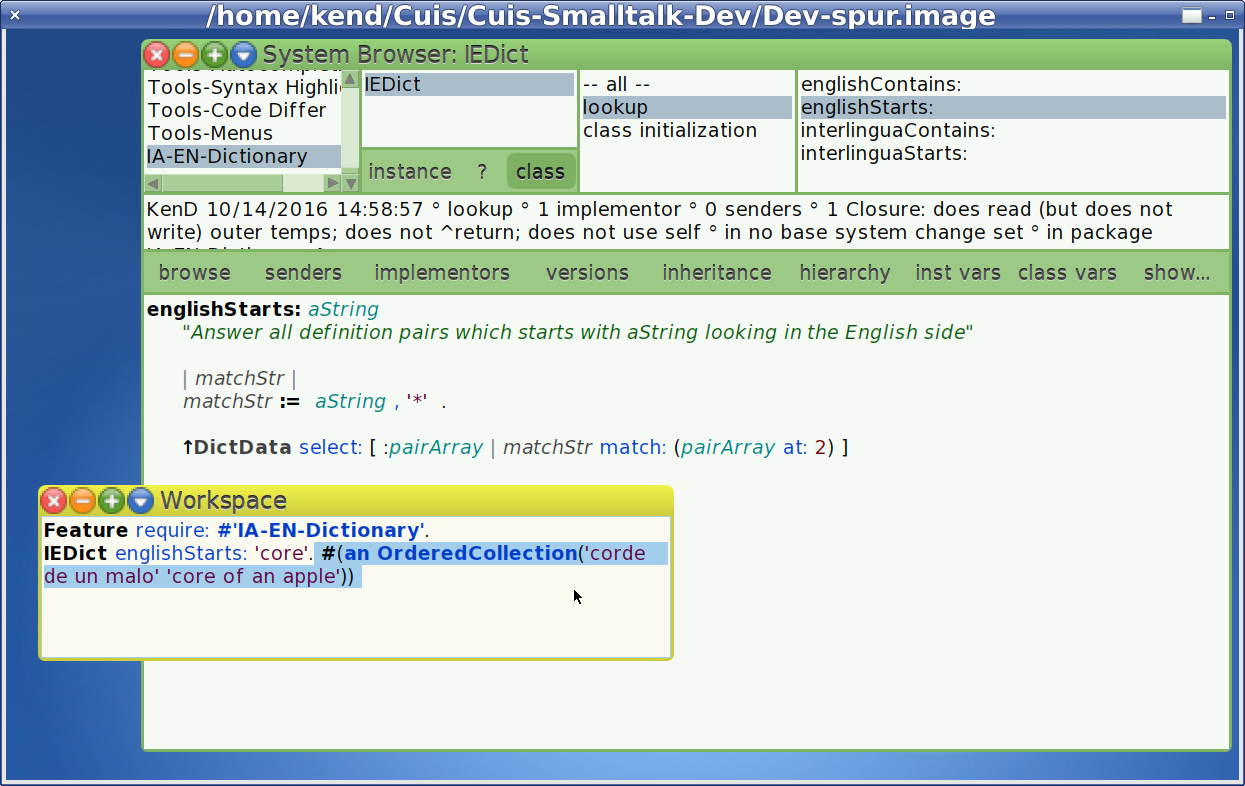 /home/kend/Cuis/Cuis-Smalltalk-Dev/Dev-spur.image
System Browser: IEDict
Tools-Syntax Highli
Tools-Code Differ
Tools-Menus
IA-EN-Dictionary
IEDict
instance ? class
-- all --
lookup
class initialization
englishContains:
englishStarts:
interlinguaContains:
interlinguaStarts:
KenD 10/14/2016 14:58:57 ° lookup ° 1 implementor ° 0 senders ° 1 Closure: does read (but does not
write) outer temps; does not ^return; does not use self ° in no base system change set ° in package
browse senders implementors versions inheritance hierarchy inst vars class vars show...
englishStarts: aString
"Answer all definition pairs which starts with aString looking in the English side"
| matchStr |
matchStr := aString , '*' .
↑DictData select: [ :pairArray | matchStr match: (pairArray at: 2) ]
Workspace
Feature require: #'IA-EN-Dictionary'.
IEDict englishStarts: 'core'. #(an OrderedCollection('corde
de un malo' 'core of an apple'))